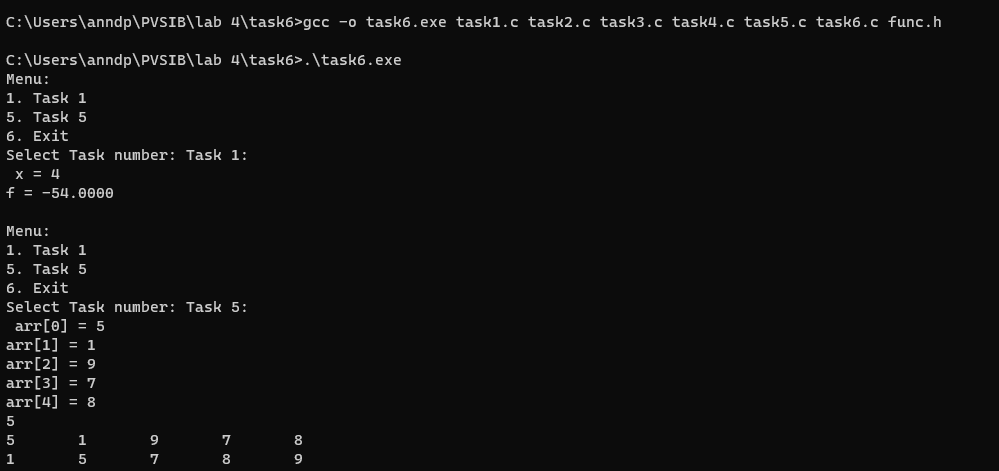 C:\Users\anndp\PVSIB\lab 4\task6>gcc -o task6.exe task1.c task2.c task3.c task4.c task5.c task6.c func.h
C:\Users\anndp\PVSIB\lab 4\task6>.\task6.exe
Menu:
1. Task 1
5. Task 5
6. Exit
Select Task number: Task 1:
 x = 4
f = -54.0000
Menu:
1. Task 1
5. Task 5
6. Exit
Select Task number: Task 5:
 arr[0] = 5
arr[1] = 1
arr[2] = 9
arr[3] = 7
arr[4] = 8
5
5       1       9       7       8
1       5       7       8       9